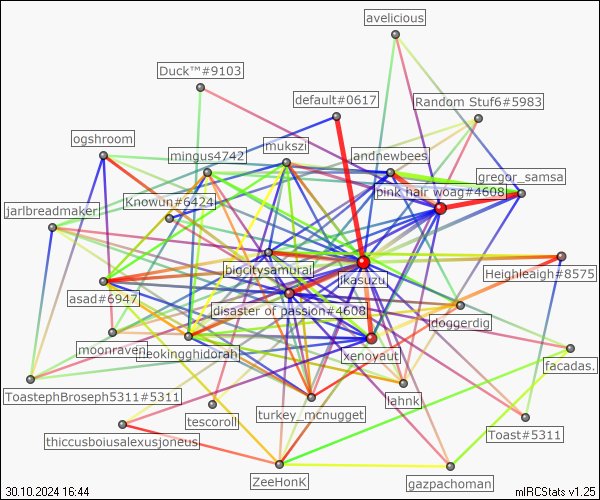 avelicious
Duck™#9103
default#0617
Random Stuf6#5983
ogshroom
mukszi
mingus4742
andnewbees
gregor_samsa
pink hair woag#4608
Knowun#6424
jarlbreadmaker
bigcitysamurai
ikasuzu
Heighleaigh#8575
asad#6947
disaster of passion#4608
doggerdig
moonraven
neokingghidorah
xenoyaut
facadas.
ToastephBroseph5311#5311
lahnk
turkey_mcnugget
tescoroll
Toast#5311
thiccusboiusalexusjoneus
ZeeHonK
gazpachoman
30.10.2024 16:44
mIRCStats v1.25